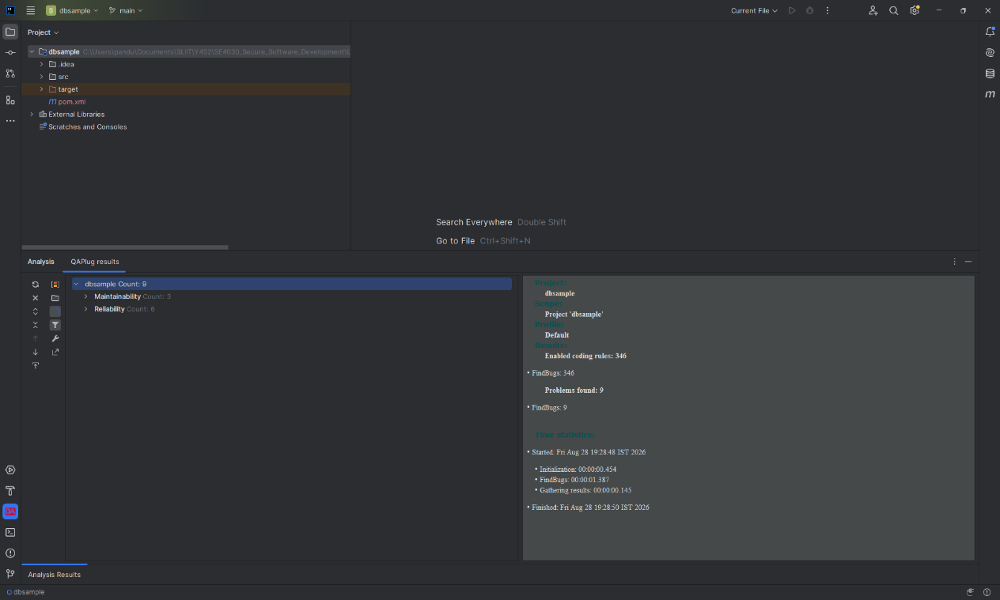 D dbsample main Current File
Project
dbsample C:\Users\pandu\Documents\SLIIT\Y4S2\SE4030_Secure_Software_Development\L
.idea
src
target
m pom.xml
External Libraries
Scratches and Consoles
m
Search Everywhere Double Shift
Go to File Ctrl+Shift+N
Analysis QAPlug results
dbsample Count: 9
Maintainability Count: 3
Reliability Count: 6
Project:
dbsample
Scope:
Project 'dbsample'
Profile:
Default
Results:
Enabled coding rules: 346
• FindBugs: 346
Problems found: 9
• FindBugs: 9
Time statistics:
• Started: Fri Aug 28 19:28:48 IST 2026
• Initialization: 00:00:00.454
• FindBugs: 00:00:01.387
• Gathering results: 00:00:00.145
• Finished: Fri Aug 28 19:28:50 IST 2026
QA
Analysis Results
dbsample